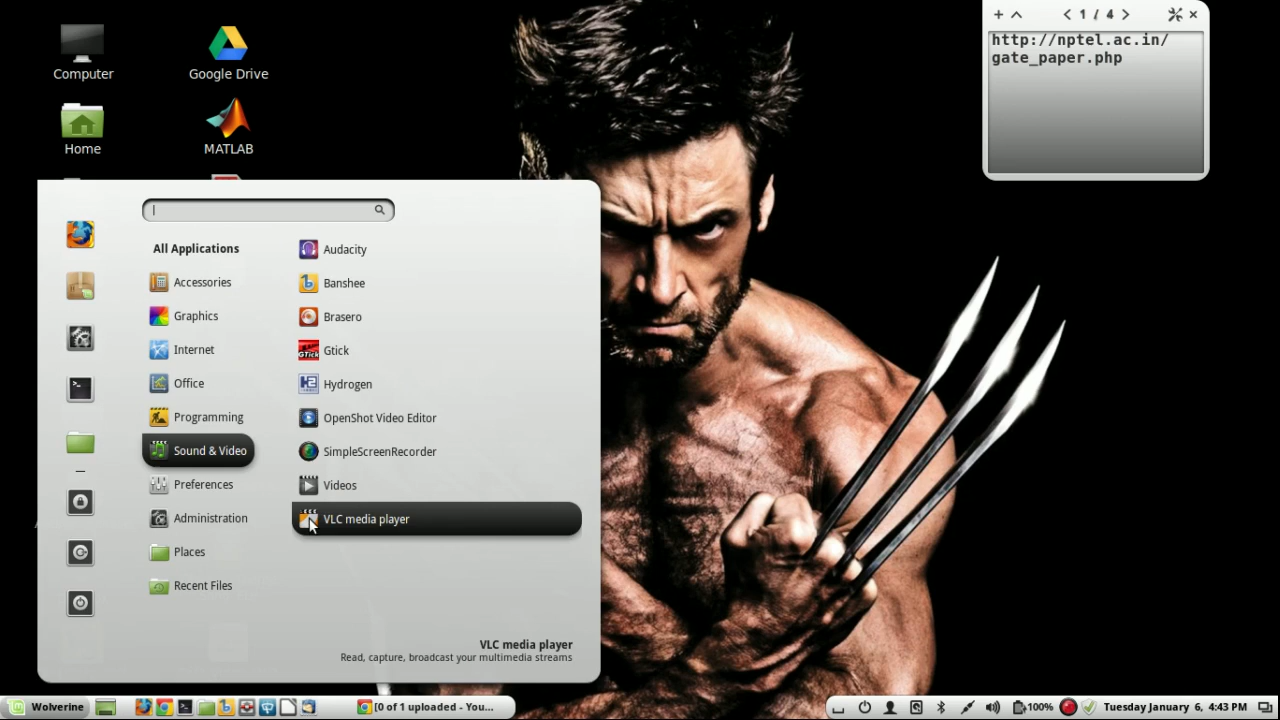 Computer
Google Drive
Home
MATLAB
1 / 4
http://nptel.ac.in/
gate_paper.php
All Applications
Accessories
Graphics
Internet
Office
Programming
Sound & Video
Preferences
Administration
Places
Recent Files
Audacity
Banshee
Brasero
Gtick
Hydrogen
OpenShot Video Editor
SimpleScreenRecorder
Videos
VLC media player
VLC media player
Read, capture, broadcast your multimedia streams
Wolverine
[0 of 1 uploaded - You...
100%
Tuesday January 6, 4:43 PM